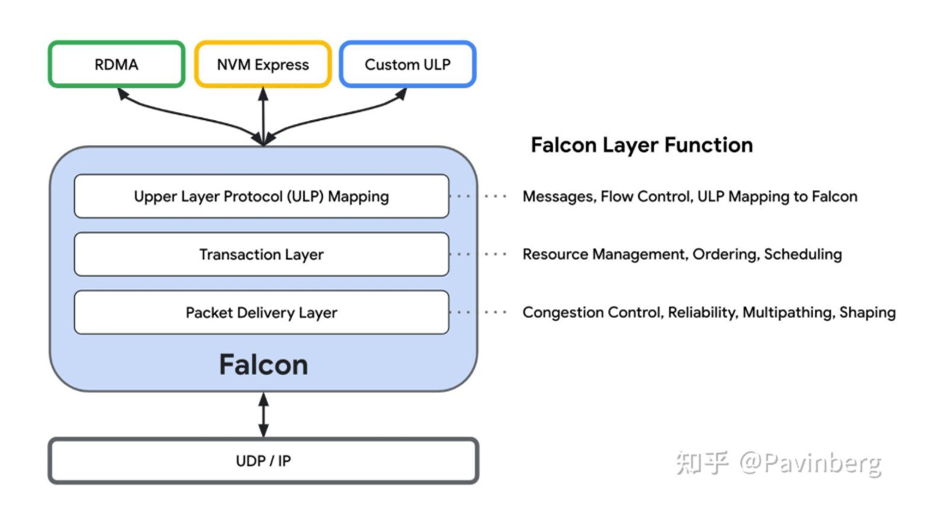 RDMA
NVM Express
Custom ULP
Falcon Layer Function
Upper Layer Protocol (ULP) Mapping
Messages, Flow Control, ULP Mapping to Falcon
Transaction Layer
Resource Management, Ordering, Scheduling
Packet Delivery Layer
Congestion Control, Reliability, Multipathing, Shaping
Falcon
UDP / IP
知乎 @Pavinberg